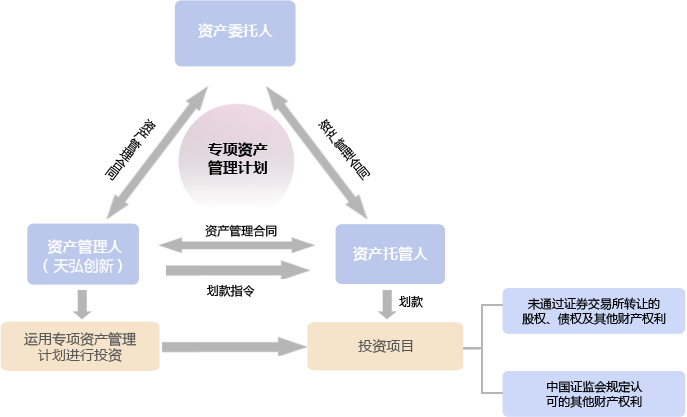 资产委托人
资产管理合同
资产管理合同
专项资产
管理计划
资产管理人
（天弘创新）
资产管理合同
划款指令
资产托管人
划款
运用专项资产管理
计划进行投资
投资项目
未通过证券交易所转让的
股权、债权及其他财产权利
中国证监会规定认
可的其他财产权利